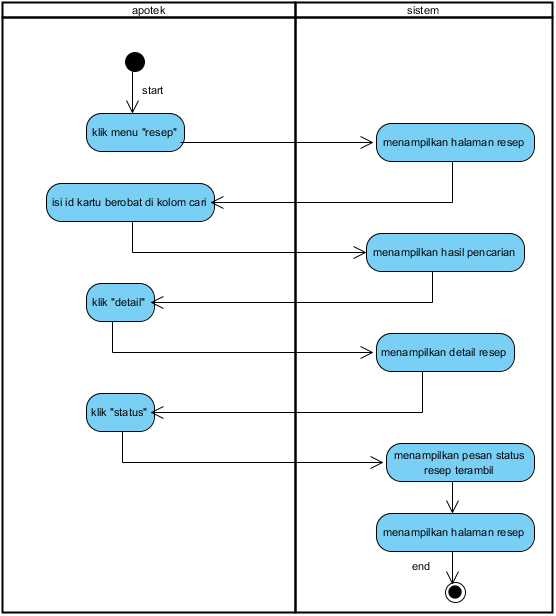 apotek
sistem
start
klik menu "resep"
menampilkan halaman resep
isi id kartu berobat di kolom cari
menampilkan hasil pencarian
klik "detail"
menampilkan detail resep
klik "status"
menampilkan pesan status
resep terambil
menampilkan halaman resep
end